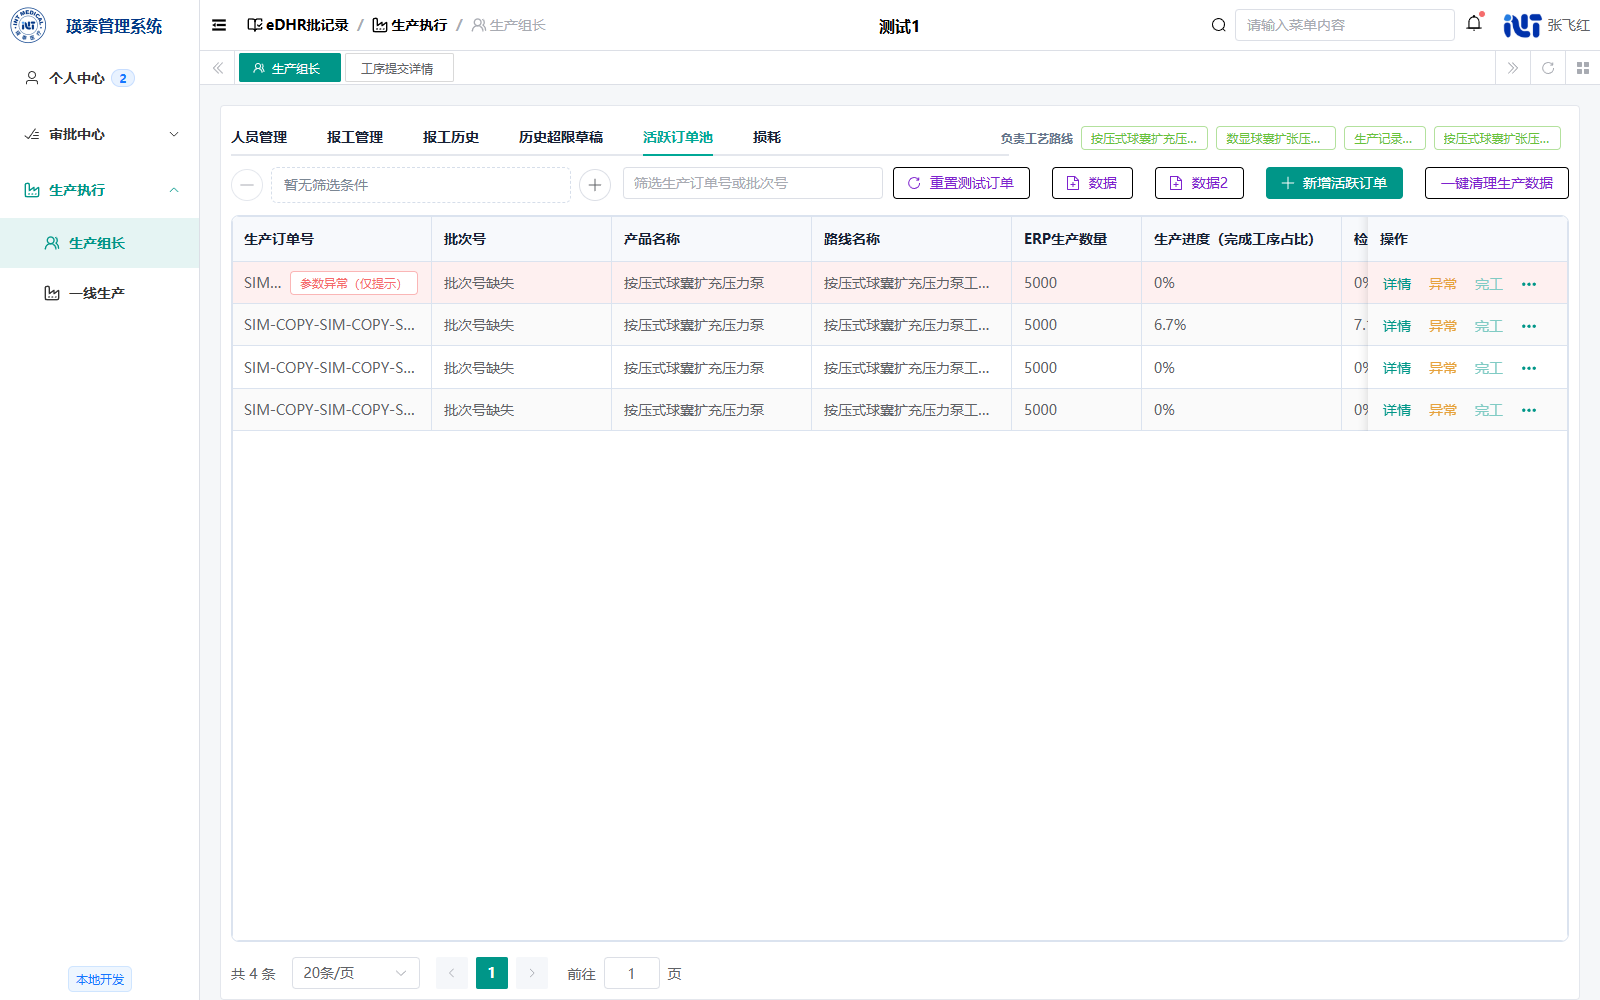 瑛泰管理系统
eDHR批记录 / 生产执行 / 生产组长
测试1
请输入菜单内容
张飞红
个人中心 2
审批中心
生产执行
生产组长
一线生产
本地开发
生产组长
工序提交详情
人员管理 报工管理 报工历史 历史超限草稿 活跃订单池 损耗
负责工艺路线 按压式球囊扩充压... 数显球囊扩张压... 生产记录... 按压式球囊扩张压...
暂无筛选条件
筛选生产订单号或批次号
重置测试订单
数据
数据2
新增活跃订单
一键清理生产数据
生产订单号 批次号 产品名称 路线名称 ERP生产数量 生产进度（完成工序占比） 检 操作
SIM... 参数异常（仅提示） 批次号缺失 按压式球囊扩充压力泵 按压式球囊扩充压力泵工... 5000 0% 0% 详情 异常 完工
SIM-COPY-SIM-COPY-S... 批次号缺失 按压式球囊扩充压力泵 按压式球囊扩充压力泵工... 5000 6.7% 7. 详情 异常 完工
SIM-COPY-SIM-COPY-S... 批次号缺失 按压式球囊扩充压力泵 按压式球囊扩充压力泵工... 5000 0% 0% 详情 异常 完工
SIM-COPY-SIM-COPY-S... 批次号缺失 按压式球囊扩充压力泵 按压式球囊扩充压力泵工... 5000 0% 0% 详情 异常 完工
共 4 条 20条/页 1 前往 1 页